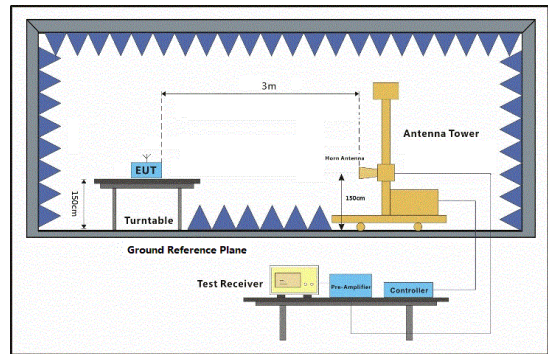 3m
Antenna Tower
Horn Antenna
EUT
150cm
150cm
Turntable
Ground Reference Plane
Test Receiver
Pre-Amplifier
Controller